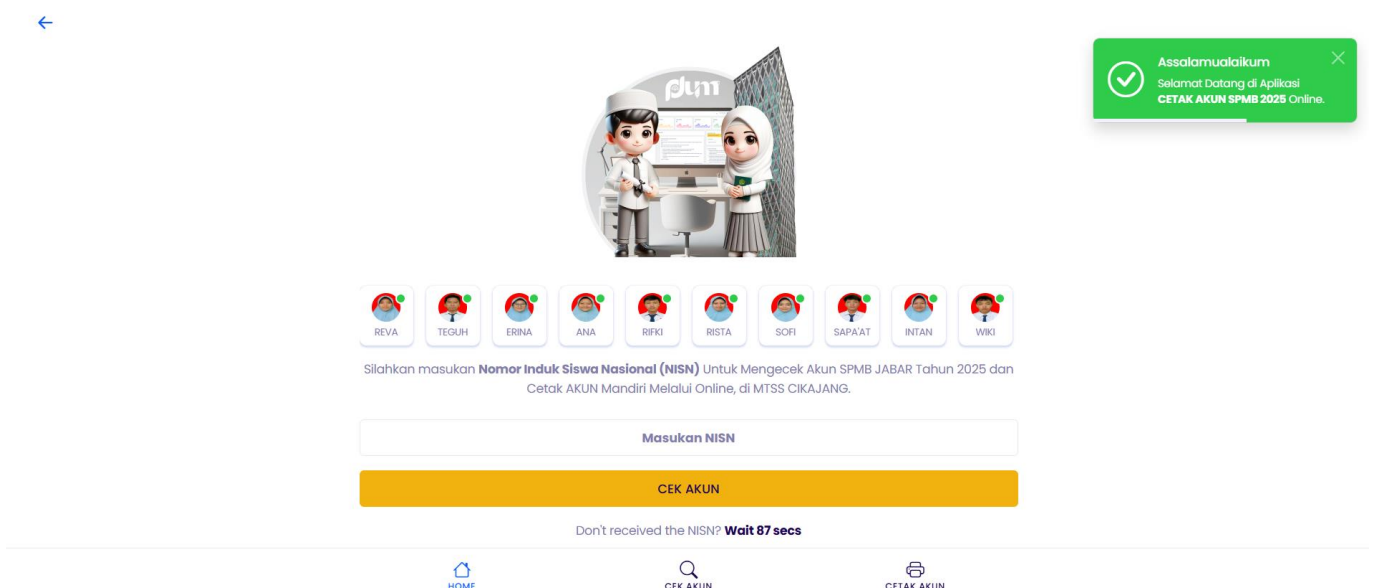 Assalamualaikum
Selamat Datang di Aplikasi
CETAK AKUN SPMB 2025 Online.
pum
REVA
TEGUH
ERINA
ANA
RIFKI
RISTA
SOFI
SAPA'AT
INTAN
WIKI
Silahkan masukan Nomor Induk Siswa Nasional (NISN) Untuk Mengecek Akun SPMB JABAR Tahun 2025 dan
Cetak AKUN Mandiri Melalui Online, di MTSS CIKAJANG.
Masukan NISN
CEK AKUN
Don't received the NISN? Wait 87 secs
HOME
CEK AKUN
CETAK AKUN